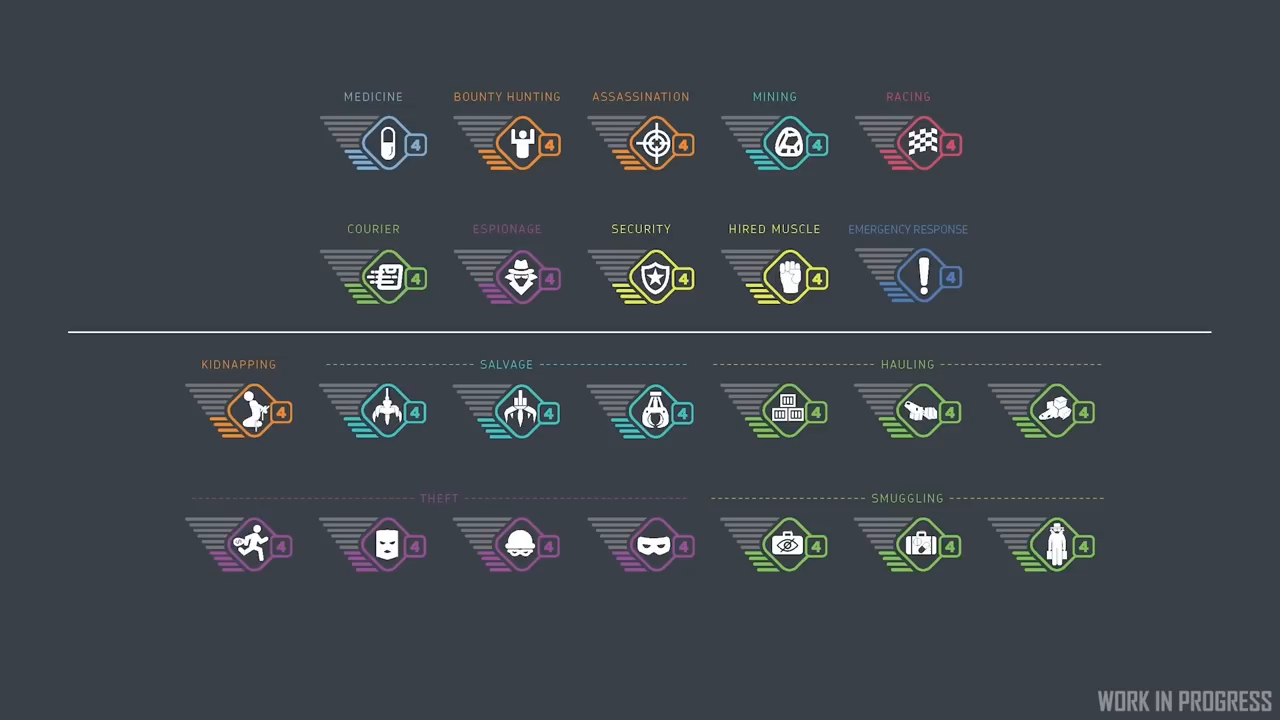 MEDICINE BOUNTY HUNTING ASSASSINATION MINING RACING
4 4 4 4 4
COURIER ESPIONAGE SECURITY HIRED MUSCLE EMERGENCY RESPONSE
4 4 4 4 4
KIDNAPPING SALVAGE HAULING
4 4 4 4 4 4 4
THEFT SMUGGLING
4 4 4 4 4 4 4
WORK IN PROGRESS